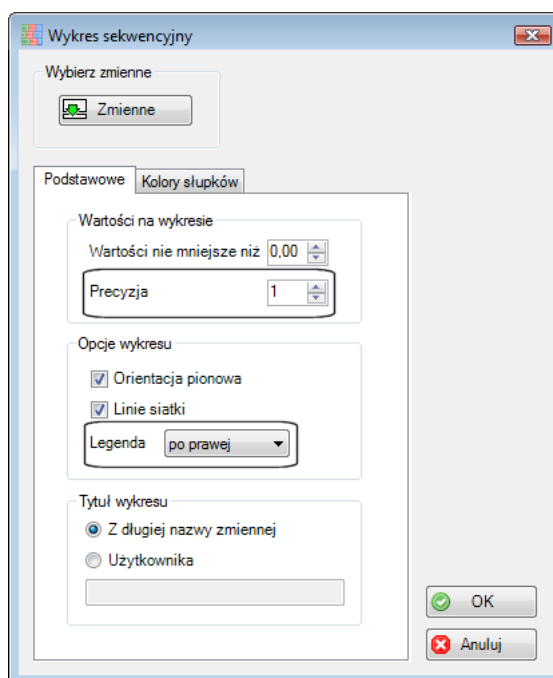 Wykres sekwencyjny
Wybierz zmienne
Zmienne
Podstawowe Kolory słupków
Wartości na wykresie
Wartości nie mniejsze niż 0,00
Precyzja 1
Opcje wykresu
Orientacja pionowa
Linie siatki
Legenda po prawej
Tytuł wykresu
Z długiej nazwy zmiennej
Użytkownika
OK
Anuluj